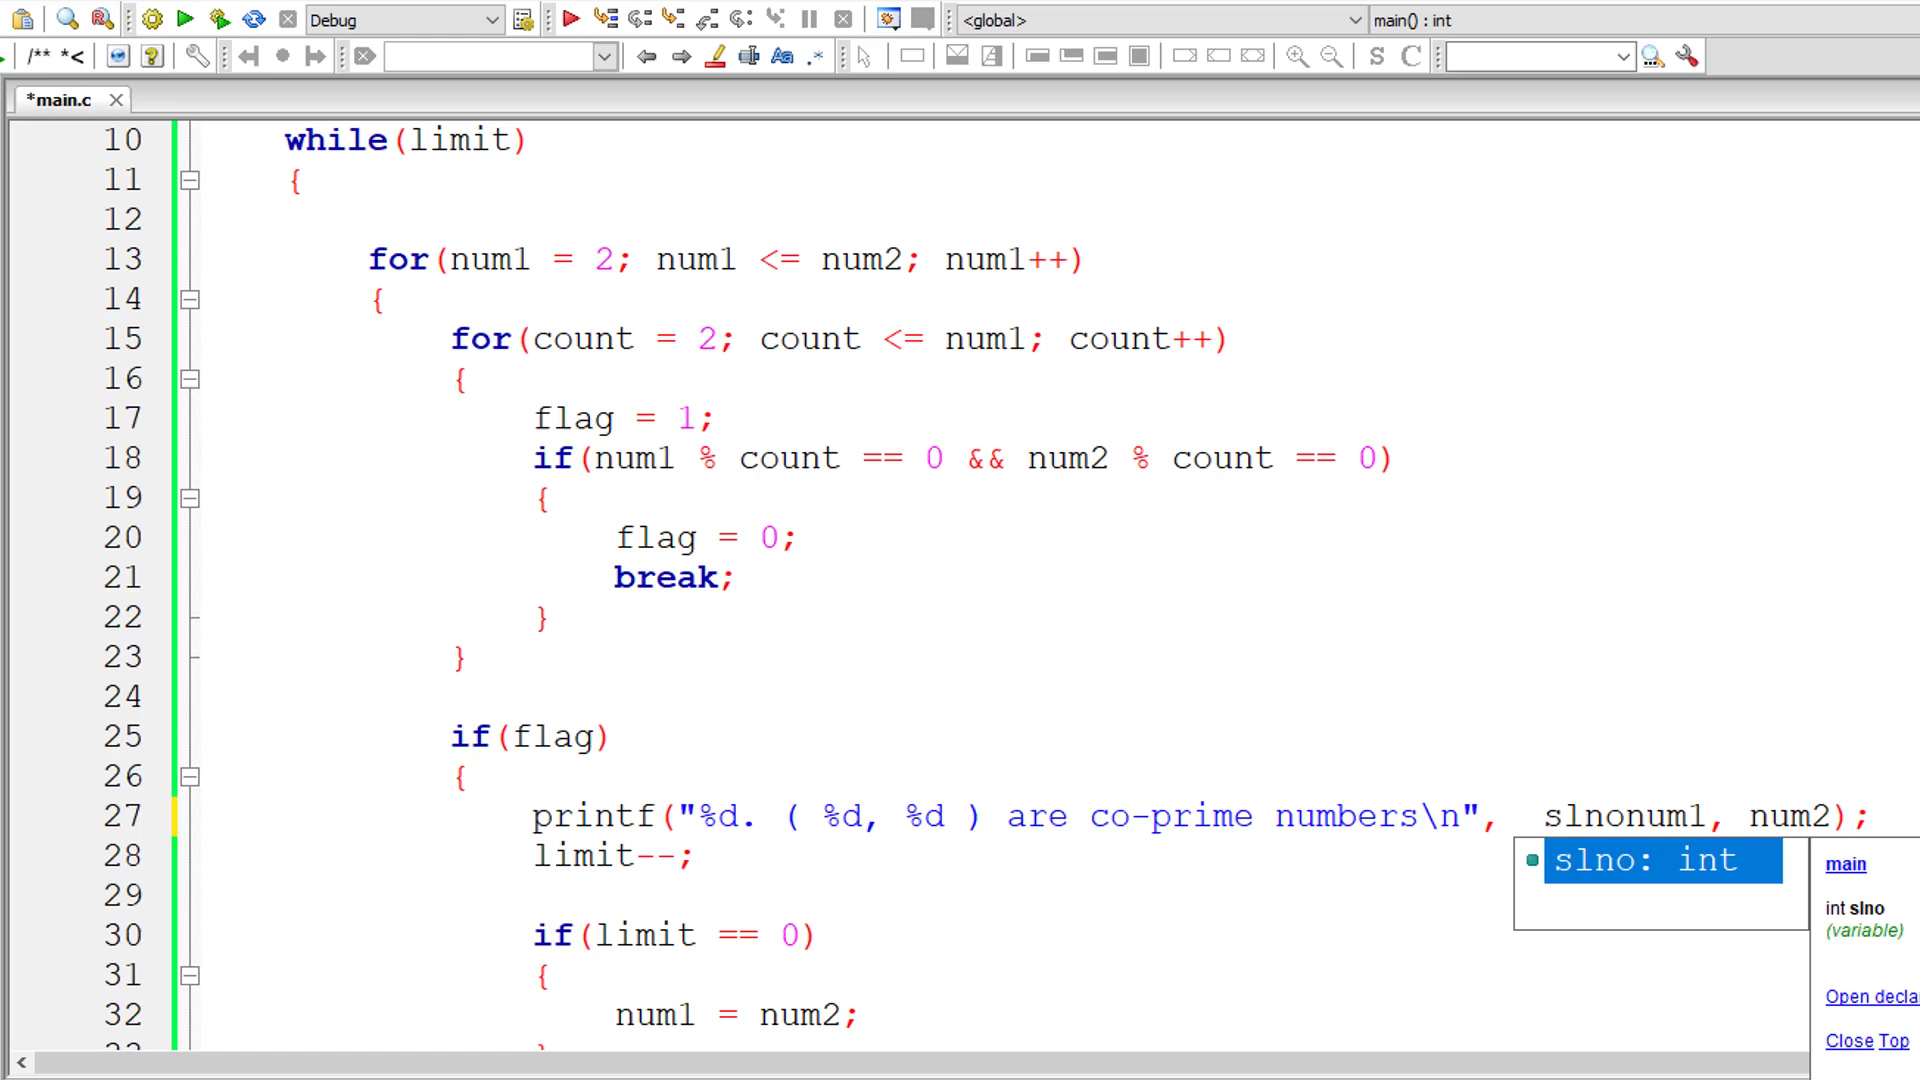 Debug <global> main() : int
/** *<  Aa .* S C
*main.c
10 while(limit)
11 {
12
13 for(num1 = 2; num1 <= num2; num1++)
14 {
15 for(count = 2; count <= num1; count++)
16 {
17 flag = 1;
18 if(num1 % count == 0 && num2 % count == 0)
19 {
20 flag = 0;
21 break;
22 }
23 }
24
25 if(flag)
26 {
27 printf("%d. ( %d, %d ) are co-prime numbers\n",  slnonum1, num2);
28 limit--;
29
30 if(limit == 0)
31 {
32 num1 = num2;
slno: int
main
int slno
(variable)
Open decla
Close Top